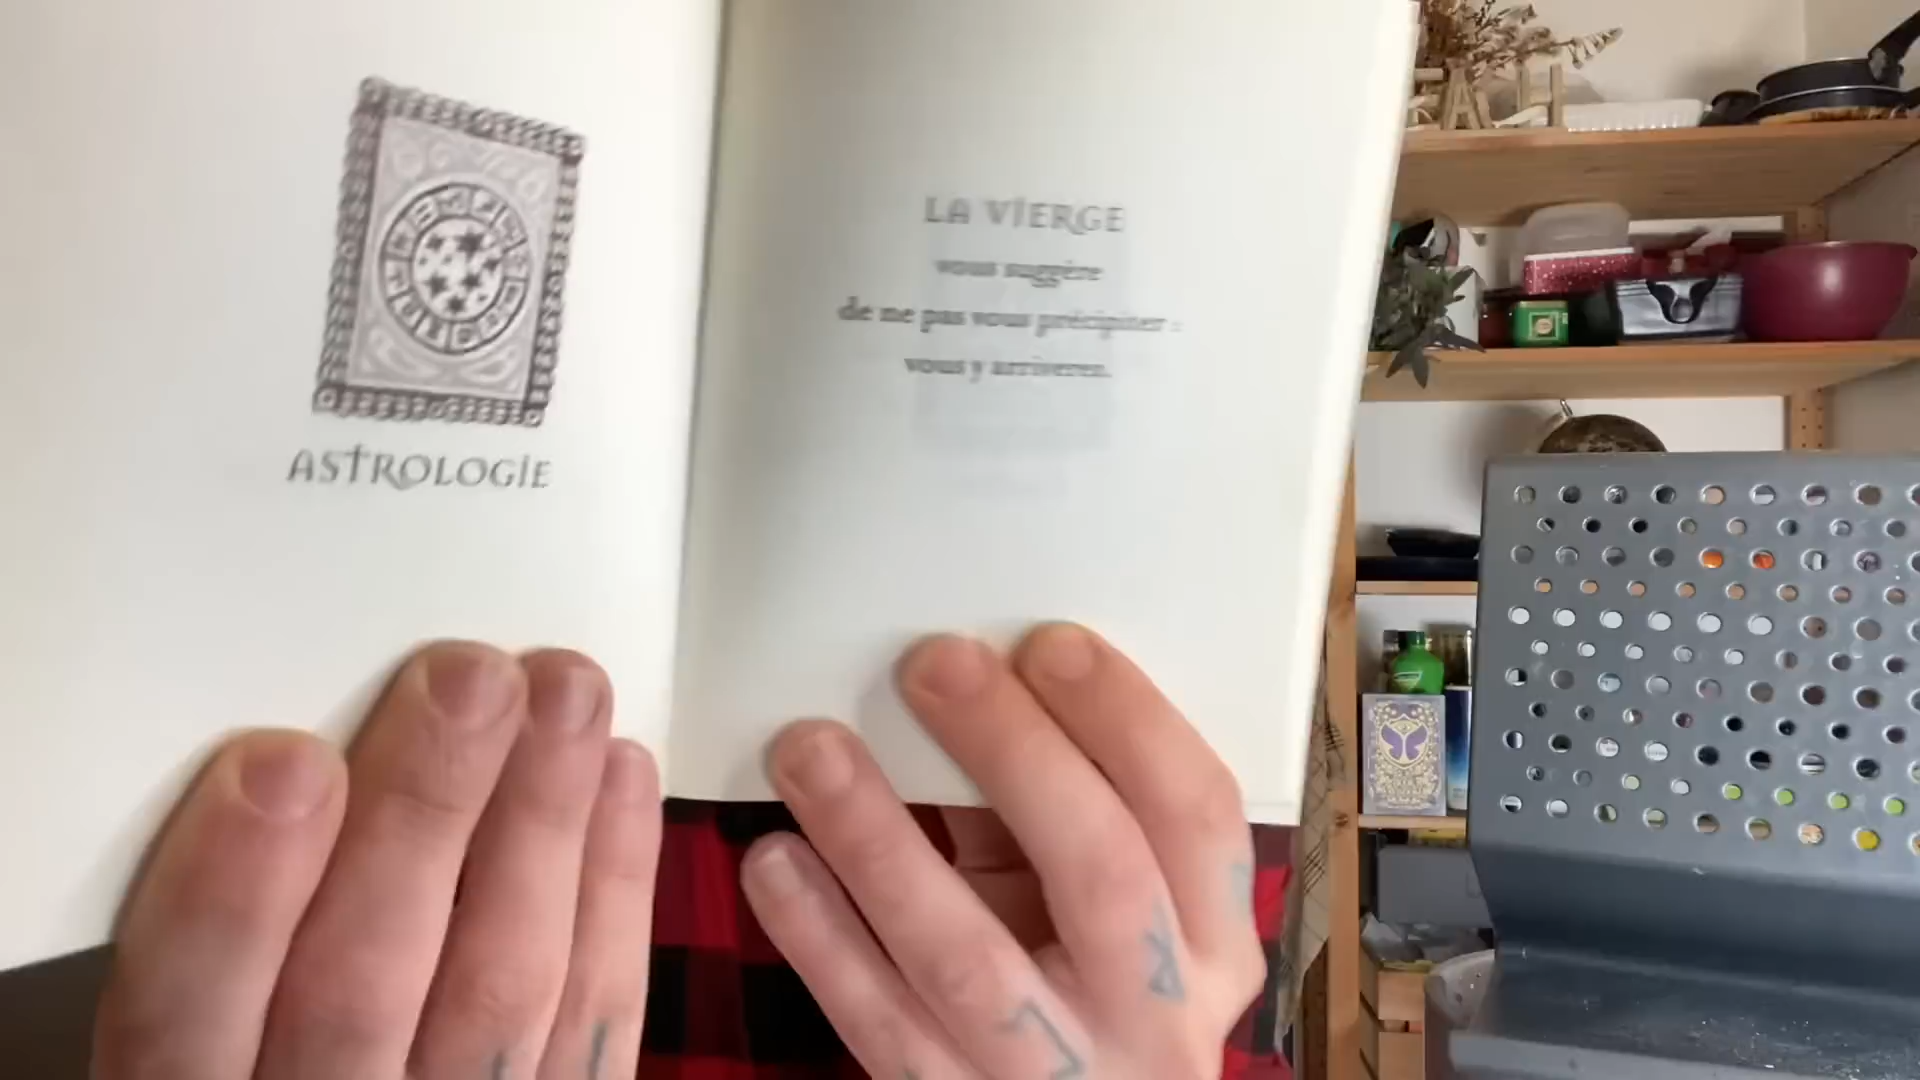 ASTROLOGIE
LA VIERGE
vous suggère
de ne pas vous précipiter :
vous y arriverez.